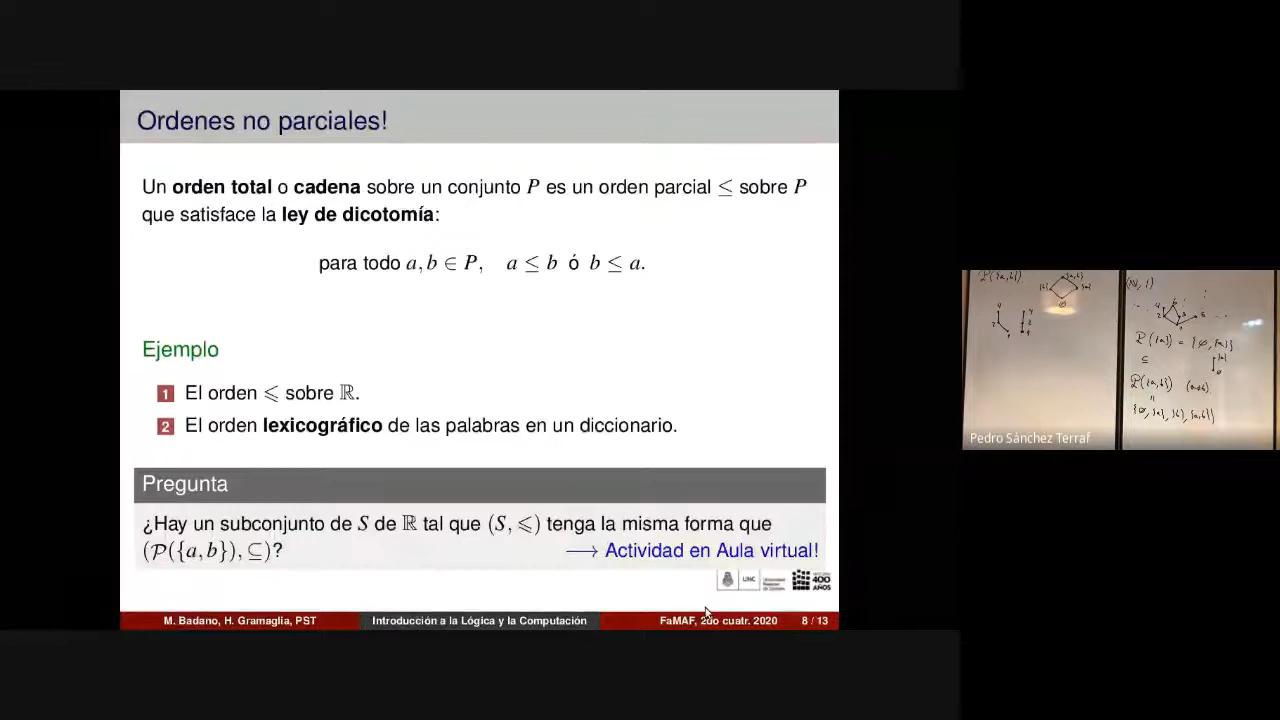 Ordenes no parciales!
Un orden total o cadena sobre un conjunto P es un orden parcial ≤ sobre P
que satisface la ley de dicotomía:
para todo a, b ∈ P, a ≤ b ó b ≤ a.
Ejemplo
1 El orden ⩽ sobre ℝ.
2 El orden lexicográfico de las palabras en un diccionario.
Pregunta
¿Hay un subconjunto de S de ℝ tal que (S, ⩽) tenga la misma forma que
(𝒫({a, b}), ⊆)? ⟶ Actividad en Aula virtual!
UNC
400
AÑOS
M. Badano, H. Gramaglia, PST Introducción a la Lógica y la Computación FaMAF, 2do cuatr. 2020 8 / 13
P({a,b})
P({a}) = {∅, {a}}
⊆
P({a,b}) (a≠b)
=
{∅, {a}, {b}, {a,b}}
Pedro Sánchez Terraf